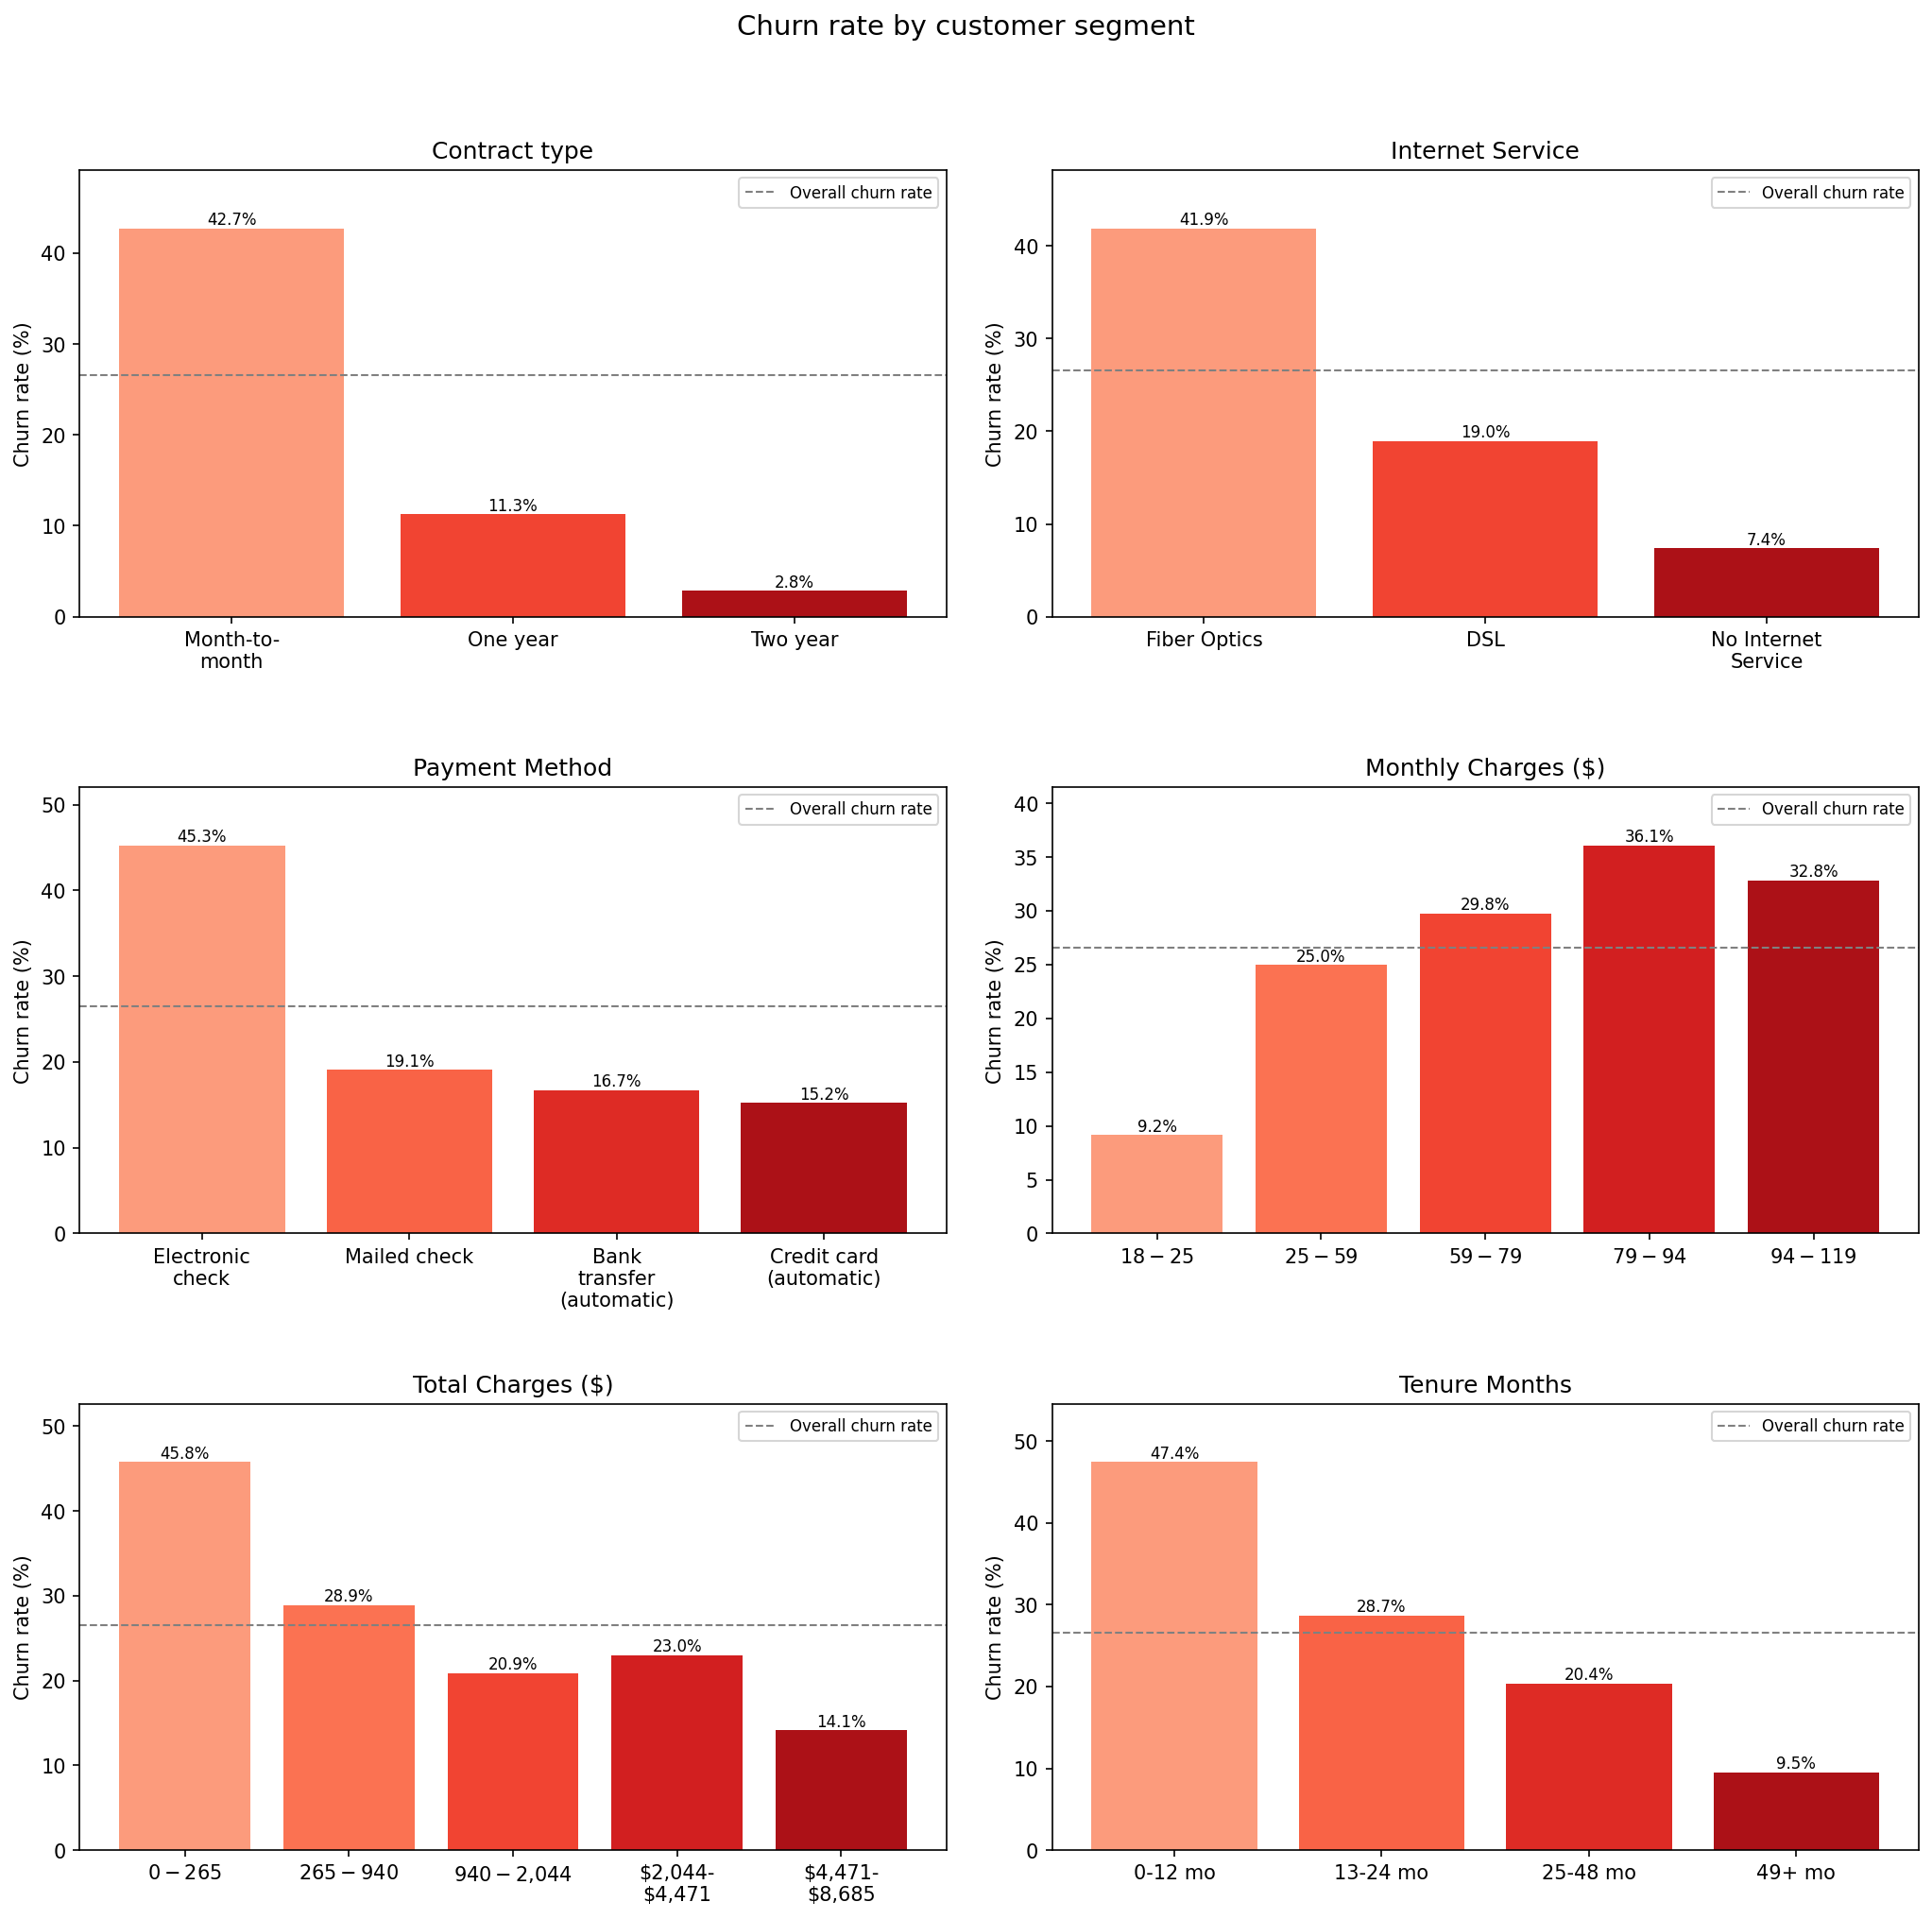 Churn rate by customer segment
Contract type
Overall churn rate
Churn rate (%)
40
30
20
10
0
42.7%
11.3%
2.8%
Month-to-
month
One year
Two year
Internet Service
Overall churn rate
Churn rate (%)
40
30
20
10
0
41.9%
19.0%
7.4%
Fiber Optics
DSL
No Internet
Service
Payment Method
Overall churn rate
Churn rate (%)
50
40
30
20
10
0
45.3%
19.1%
16.7%
15.2%
Electronic
check
Mailed check
Bank
transfer
(automatic)
Credit card
(automatic)
Monthly Charges ($)
Overall churn rate
Churn rate (%)
40
35
30
25
20
15
10
5
0
9.2%
25.0%
29.8%
36.1%
32.8%
18 − 25
25 − 59
59 − 79
79 − 94
94 − 119
Total Charges ($)
Overall churn rate
Churn rate (%)
50
40
30
20
10
0
45.8%
28.9%
20.9%
23.0%
14.1%
0 − 265
265 − 940
940 − 2,044
$2,044-
$4,471
$4,471-
$8,685
Tenure Months
Overall churn rate
Churn rate (%)
50
40
30
20
10
0
47.4%
28.7%
20.4%
9.5%
0-12 mo
13-24 mo
25-48 mo
49+ mo